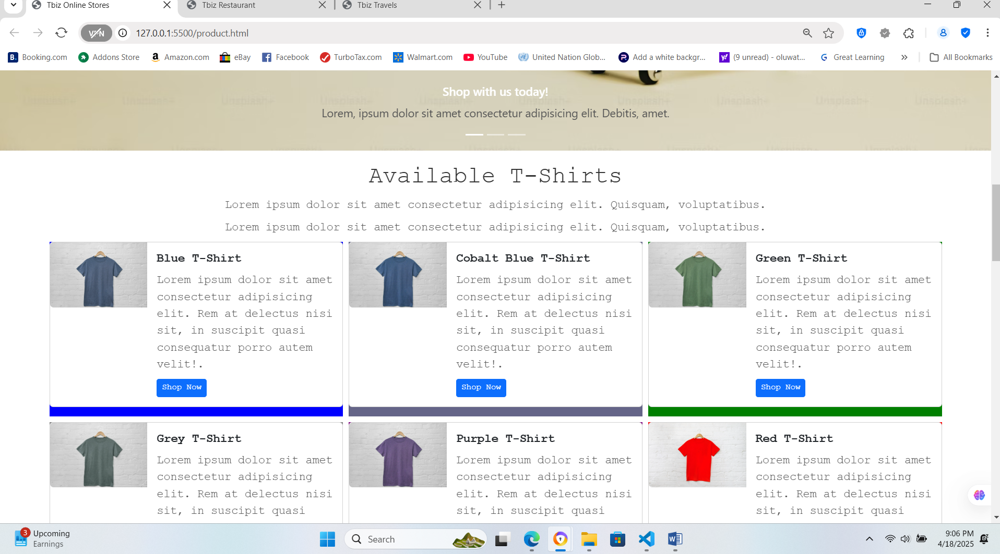 Tbiz Online Stores
Tbiz Restaurant
Tbiz Travels
VPN
127.0.0.1:5500/product.html
B.
Booking.com
Addons Store
a
Amazon.com
eBay
Facebook
TurboTax.com
Walmart.com
YouTube
United Nation Glob...
Add a white backgr...
(9 unread) - oluwat...
G
Great Learning
All Bookmarks
Shop with us today!
Unsplash+ Unsplash+ Unsplash+ Unsplash+ Unsplash+ Unsplash+ Unsplash+ Unsplash+ Unsplash+ Unsplash+
Lorem, ipsum dolor sit amet consectetur adipisicing elit. Debitis, amet.
Available T-Shirts
Lorem ipsum dolor sit amet consectetur adipisicing elit. Quisquam, voluptatibus.
Lorem ipsum dolor sit amet consectetur adipisicing elit. Quisquam, voluptatibus.
Blue T-Shirt
Lorem ipsum dolor sit amet
consectetur adipisicing
elit. Rem at delectus nisi
sit, in suscipit quasi
consequatur porro autem
velit!.
Shop Now
Cobalt Blue T-Shirt
Lorem ipsum dolor sit amet
consectetur adipisicing
elit. Rem at delectus nisi
sit, in suscipit quasi
consequatur porro autem
velit!.
Shop Now
Green T-Shirt
Lorem ipsum dolor sit amet
consectetur adipisicing
elit. Rem at delectus nisi
sit, in suscipit quasi
consequatur porro autem
velit!.
Shop Now
Grey T-Shirt
Lorem ipsum dolor sit amet
consectetur adipisicing
elit. Rem at delectus nisi
sit, in suscipit quasi
Purple T-Shirt
Lorem ipsum dolor sit amet
consectetur adipisicing
elit. Rem at delectus nisi
sit, in suscipit quasi
Red T-Shirt
Lorem ipsum dolor sit amet
consectetur adipisicing
elit. Rem at delectus nisi
sit, in suscipit quasi
3
Upcoming
Earnings
Search
9:06 PM
4/18/2025